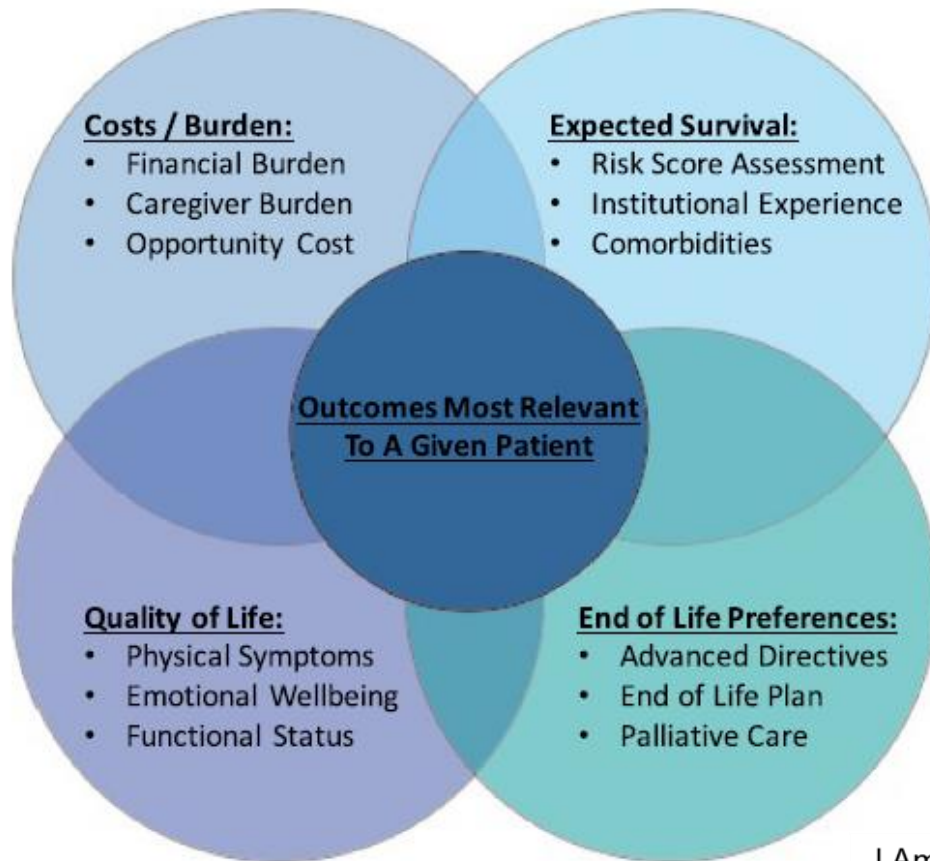 Costs / Burden:
• Financial Burden
• Caregiver Burden
• Opportunity Cost
Expected Survival:
• Risk Score Assessment
• Institutional Experience
• Comorbidities
Outcomes Most Relevant
To A Given Patient
Quality of Life:
• Physical Symptoms
• Emotional Wellbeing
• Functional Status
End of Life Preferences:
• Advanced Directives
• End of Life Plan
• Palliative Care
J Am